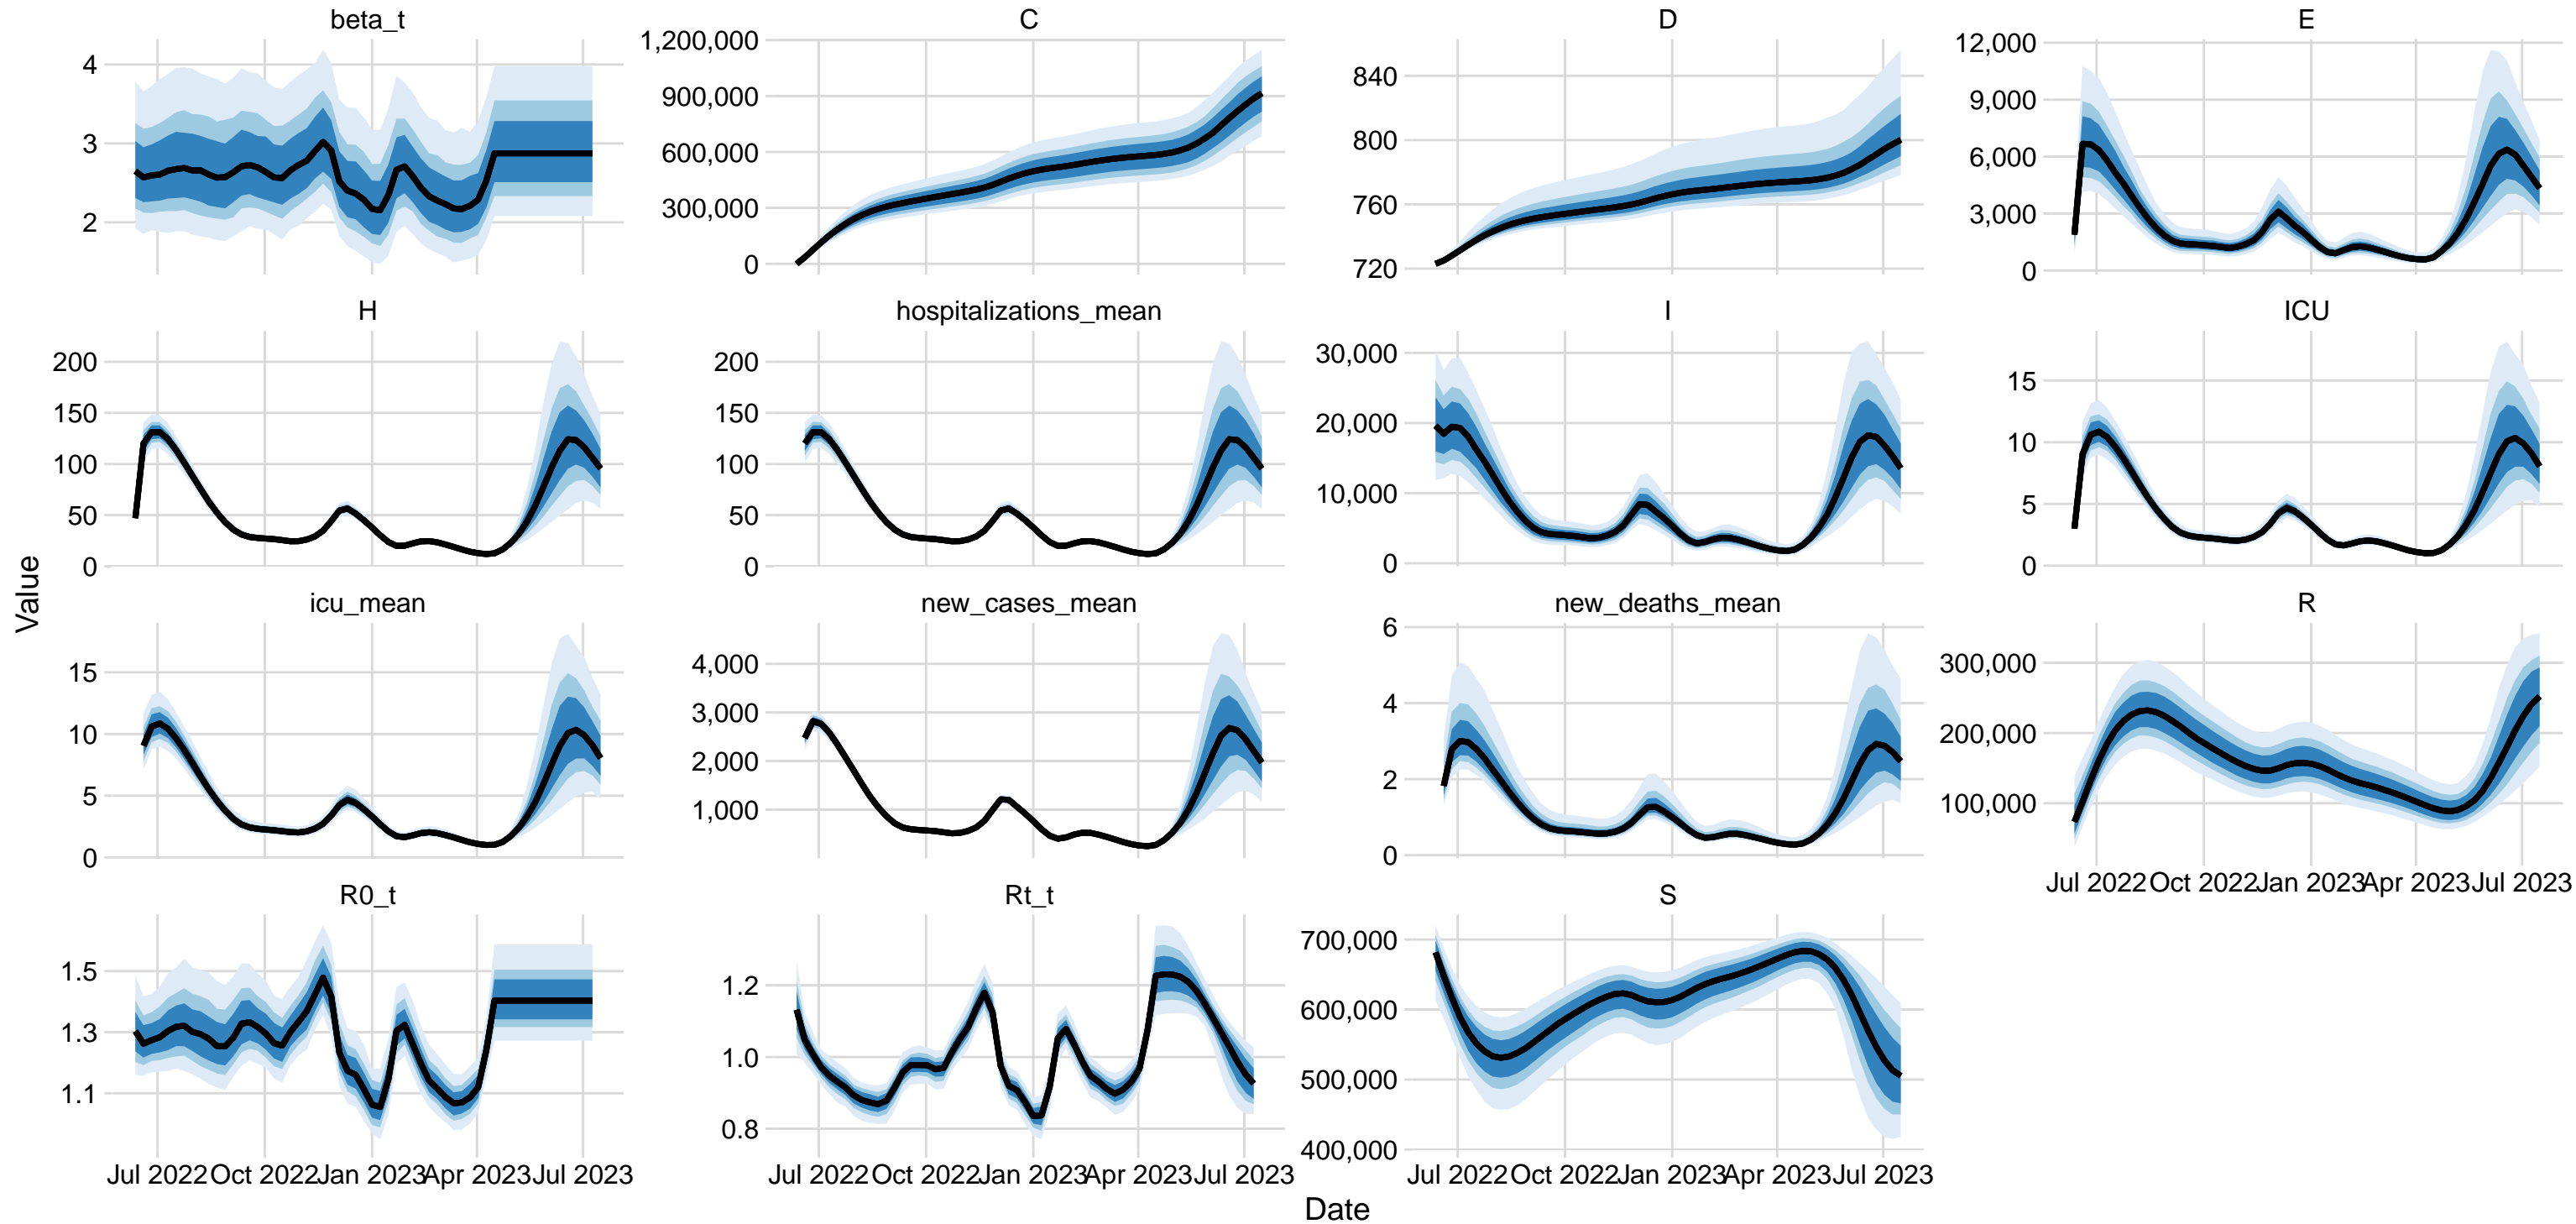 beta_t
C
D
E
4
3
2
1,200,000
900,000
600,000
300,000
0
840
800
760
720
12,000
9,000
6,000
3,000
0
H
hospitalizations_mean
I
ICU
200
150
100
50
0
200
150
100
50
0
30,000
20,000
10,000
0
15
10
5
0
Value
icu_mean
new_cases_mean
new_deaths_mean
R
15
10
5
0
4,000
3,000
2,000
1,000
6
4
2
0
300,000
200,000
100,000
Jul 2022 Oct 2022 Jan 2023 Apr 2023 Jul 2023
R0_t
Rt_t
S
1.5
1.3
1.1
1.2
1.0
0.8
700,000
600,000
500,000
400,000
Jul 2022 Oct 2022 Jan 2023 Apr 2023 Jul 2023
Jul 2022 Oct 2022 Jan 2023 Apr 2023 Jul 2023
Jul 2022 Oct 2022 Jan 2023 Apr 2023 Jul 2023
Date